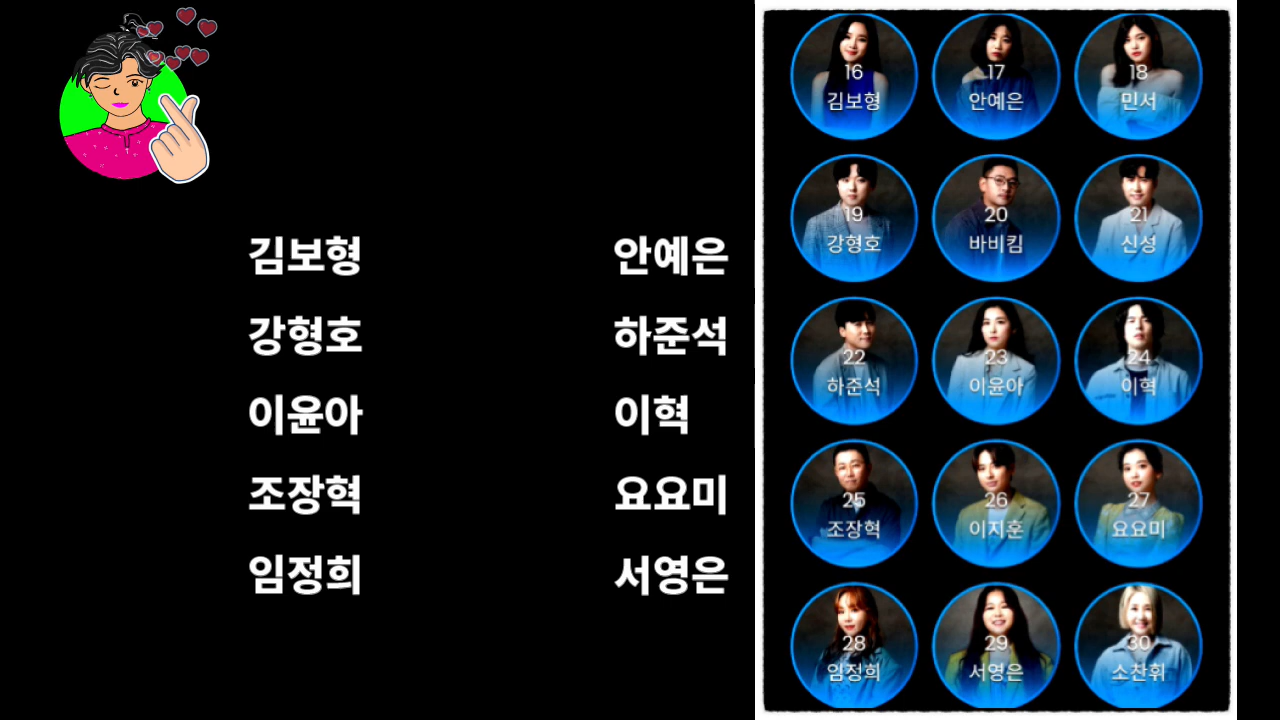 김보형 안예은
강형호 하준석
이윤아 이혁
조장혁 요요미
임정희 서영은
16 17 18
김보형 안예은 민서
19 20 21
강형호 바비킴 신성
22 23 24
하준석 이윤아 이혁
25 26 27
조장혁 이지훈 요요미
28 29 30
임정희 서영은 소찬휘